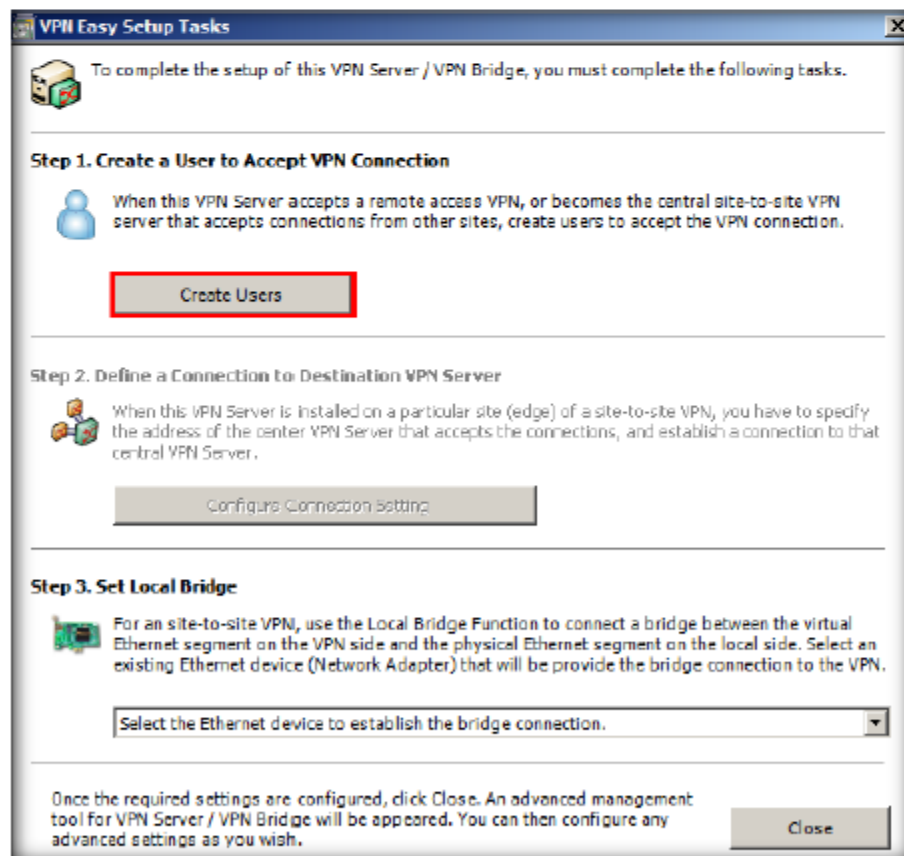 VPN Easy Setup Tasks
To complete the setup of this VPN Server / VPN Bridge, you must complete the following tasks.
Step 1. Create a User to Accept VPN Connection
When this VPN Server accepts a remote access VPN, or becomes the central site-to-site VPN
server that accepts connections from other sites, create users to accept the VPN connection.
Create Users
Step 2. Define a Connection to Destination VPN Server
When this VPN Server is installed on a particular site (edge) of a site-to-site VPN, you have to specify
the address of the center VPN Server that accepts the connections, and establish a connection to that
central VPN Server.
Configure Connection Setting
Step 3. Set Local Bridge
For an site-to-site VPN, use the Local Bridge Function to connect a bridge between the virtual
Ethernet segment on the VPN side and the physical Ethernet segment on the local side. Select an
existing Ethernet device (Network Adapter) that will be provide the bridge connection to the VPN.
Select the Ethernet device to establish the bridge connection.
Once the required settings are configured, click Close. An advanced management
tool for VPN Server / VPN Bridge will be appeared. You can then configure any
advanced settings as you wish.
Close